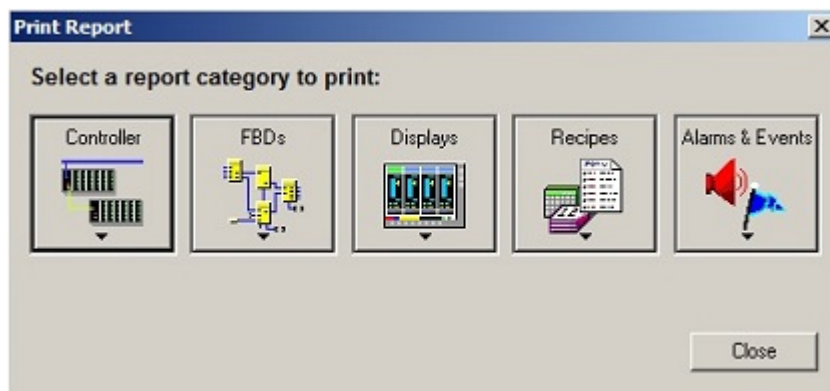 Print Report
Select a report category to print:
Controller
FBDs
Displays
Recipes
Alarms & Events
Close